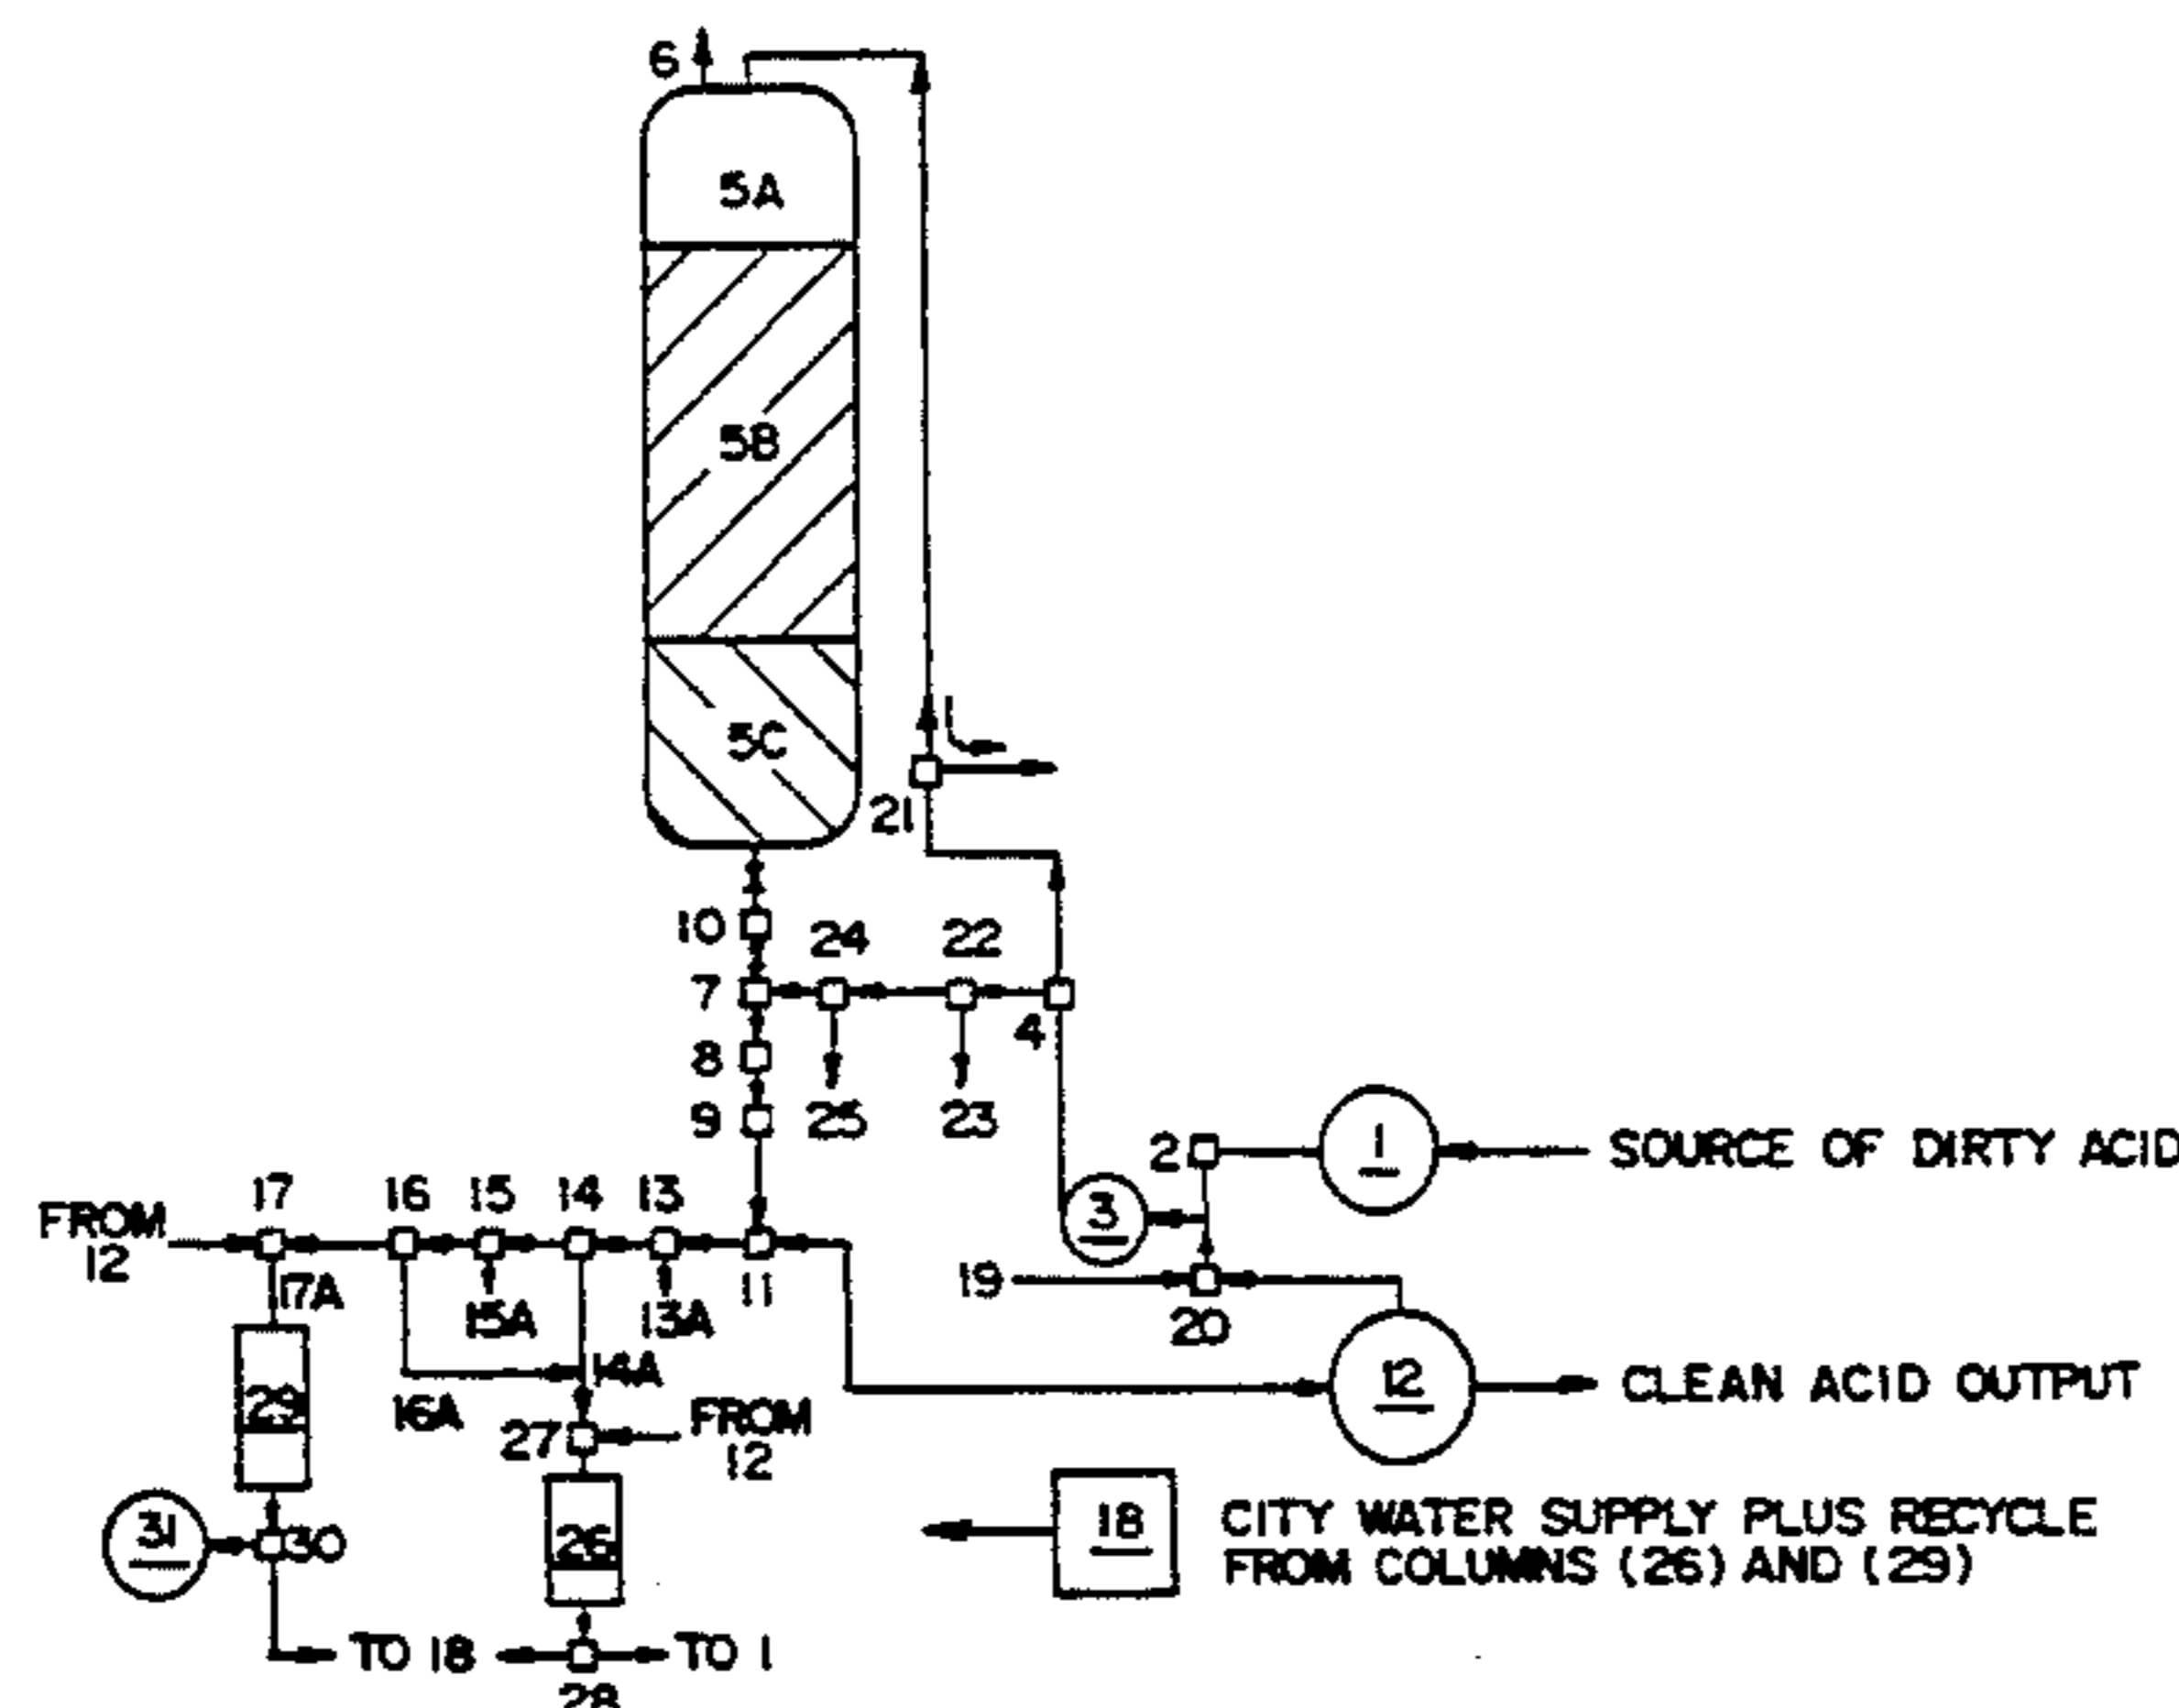 6
5A
5B
5C
21
10
24
22
7
4
8
9
25
23
2
1
SOURCE OF DIRTY ACID
3
17
16
15
14
13
FROM
12
17A
15A
13A
11
19
20
14A
16A
12
CLEAN ACID OUTPUT
29
27
FROM
12
18
CITY WATER SUPPLY PLUS RECYCLE
FROM COLUMNS (26) AND (29)
31
30
26
TO 18
TO 1
28